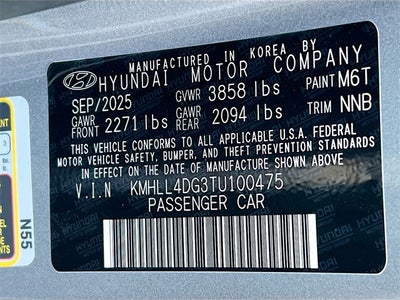 MANUFACTURED IN KOREA BY
HYUNDAI MOTOR COMPANY
SEP/2025 GVWR 3858 lbs PAINT M6T
GAWR FRONT 2271 lbs GAWR REAR 2094 lbs TRIM NNB
THIS VEHICLE CONFORMS TO ALL APPLICABLE U.S.A. FEDERAL
MOTOR VEHICLE SAFETY, BUMPER, AND THEFT PREVENTION STANDARDS
IN EFFECT ON THE DATE OF MANUFACTURE SHOWN ABOVE.
V.I.N KMHLL4DG3TU100475
PASSENGER CAR
N55